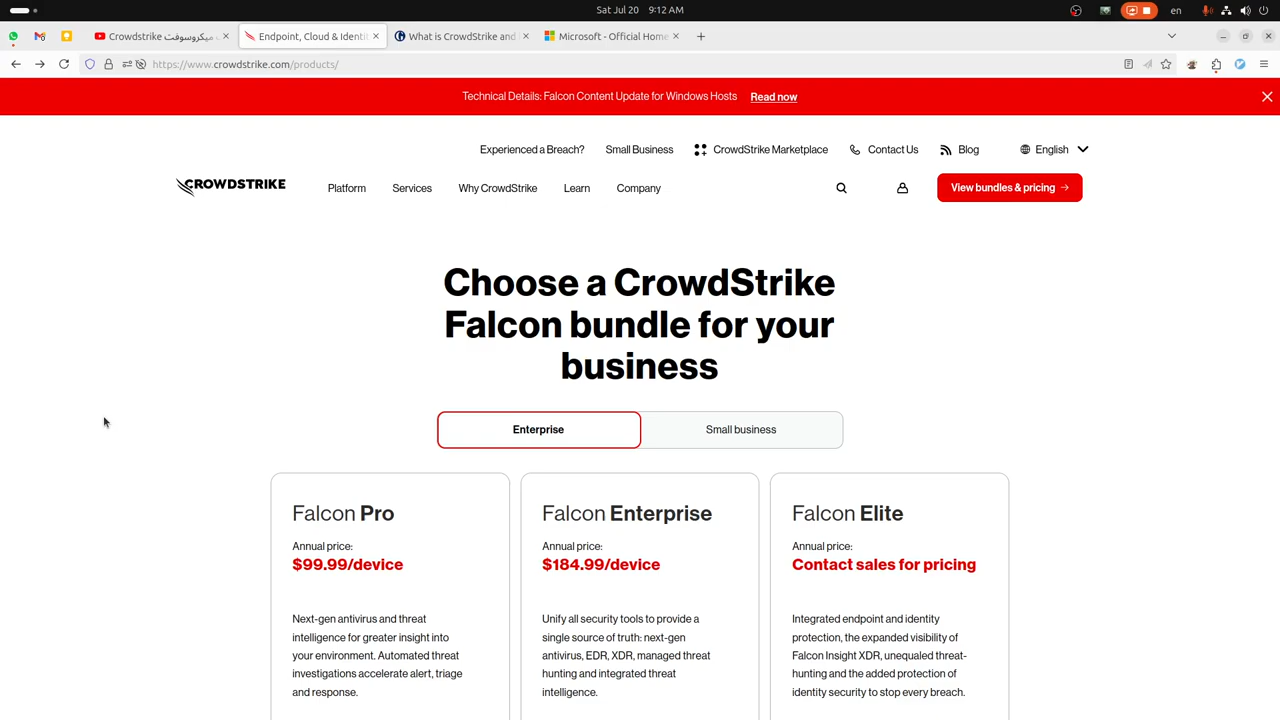 Sat Jul 20 9:12 AM
en
Crowdstrike ميكروسوفت
Endpoint, Cloud & Identi
What is CrowdStrike and
Microsoft - Official Home
https://www.crowdstrike.com/products/
Technical Details: Falcon Content Update for Windows Hosts Read now
Experienced a Breach? Small Business CrowdStrike Marketplace Contact Us Blog English
CROWDSTRIKE Platform Services Why CrowdStrike Learn Company View bundles & pricing →
Choose a CrowdStrike
Falcon bundle for your
business
Enterprise Small business
Falcon Pro
Annual price:
$99.99/device
Next-gen antivirus and threat
intelligence for greater insight into
your environment. Automated threat
investigations accelerate alert, triage
and response.
Falcon Enterprise
Annual price:
$184.99/device
Unify all security tools to provide a
single source of truth: next-gen
antivirus, EDR, XDR, managed threat
hunting and integrated threat
intelligence.
Falcon Elite
Annual price:
Contact sales for pricing
Integrated endpoint and identity
protection, the expanded visibility of
Falcon Insight XDR, unequaled threat-
hunting and the added protection of
identity security to stop every breach.